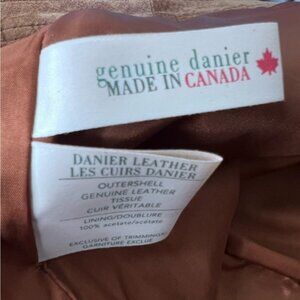 genuine danier
MADE IN CANADA
DANIER LEATHER
LES CUIRS DANIER
OUTERSHELL
GENUINE LEATHER
TISSUE
CUIR VÉRITABLE
LINING/DOUBLURE
100% acetate/acétate
EXCLUSIVE OF TRIMMINGS
GARNITURE EXCLUE